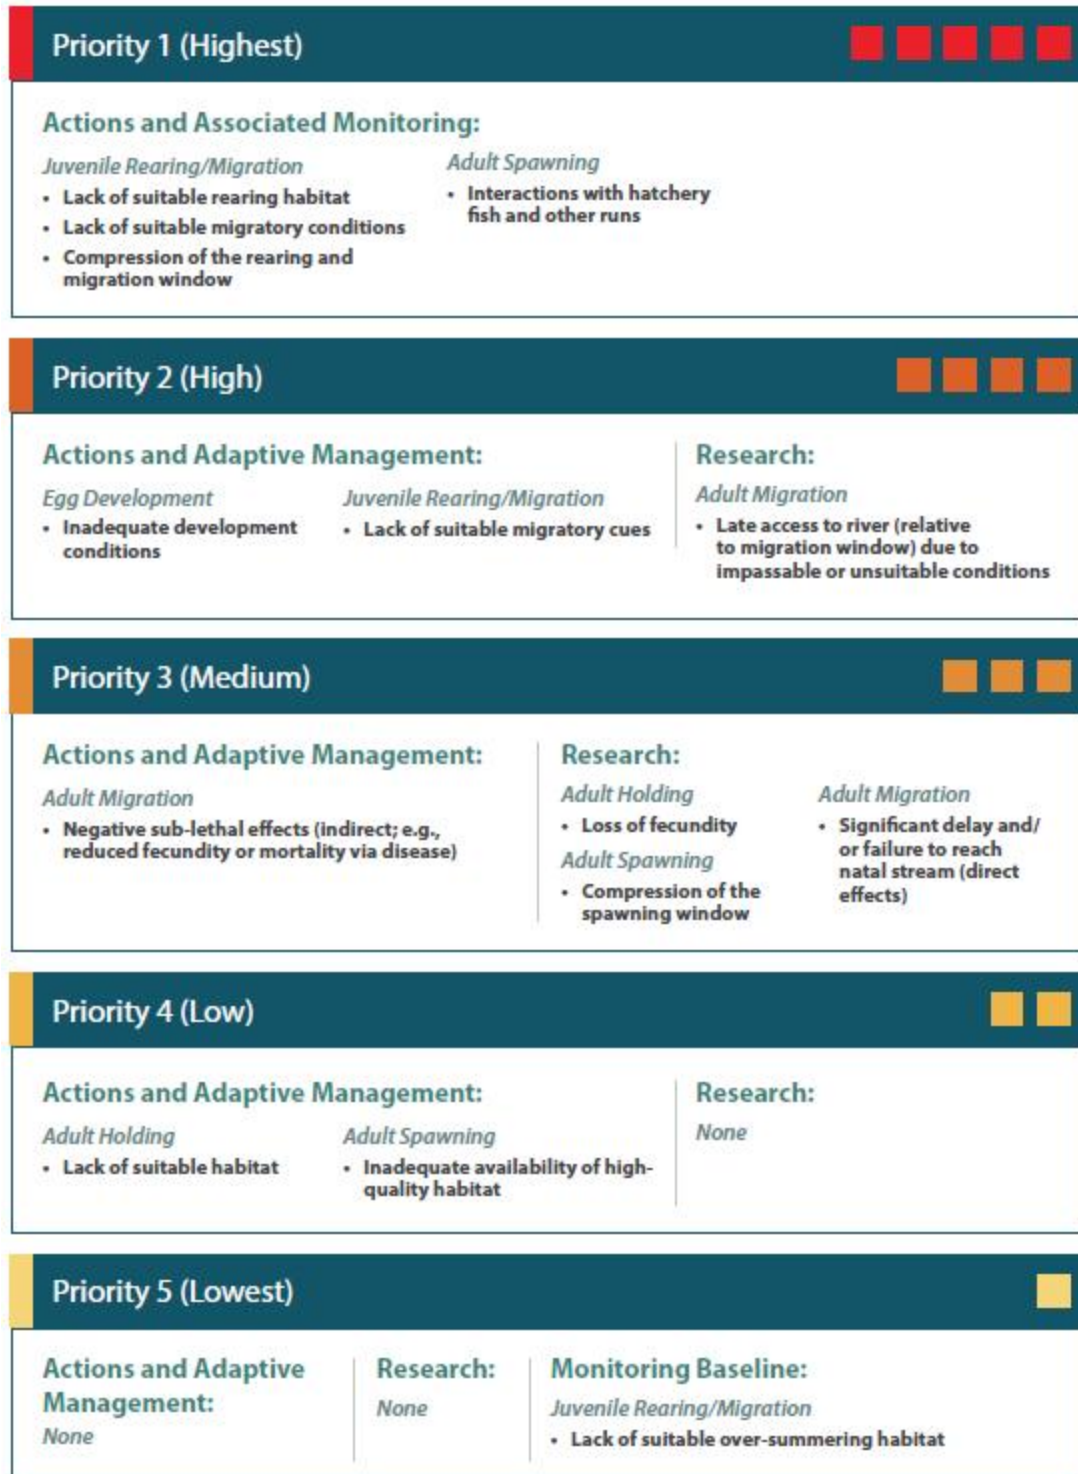 Priority 1 (Highest)
Actions and Associated Monitoring:
Juvenile Rearing/Migration
• Lack of suitable rearing habitat
• Lack of suitable migratory conditions
• Compression of the rearing and
migration window
Adult Spawning
• Interactions with hatchery
fish and other runs
Priority 2 (High)
Actions and Adaptive Management:
Egg Development
• Inadequate development
conditions
Juvenile Rearing/Migration
• Lack of suitable migratory cues
Research:
Adult Migration
• Late access to river (relative
to migration window) due to
impassable or unsuitable conditions
Priority 3 (Medium)
Actions and Adaptive Management:
Adult Migration
• Negative sub-lethal effects (indirect; e.g.,
reduced fecundity or mortality via disease)
Research:
Adult Holding
• Loss of fecundity
Adult Spawning
• Compression of the
spawning window
Adult Migration
• Significant delay and/
or failure to reach
natal stream (direct
effects)
Priority 4 (Low)
Actions and Adaptive Management:
Adult Holding
• Lack of suitable habitat
Adult Spawning
• Inadequate availability of high-
quality habitat
Research:
None
Priority 5 (Lowest)
Actions and Adaptive
Management:
None
Research:
None
Monitoring Baseline:
Juvenile Rearing/Migration
• Lack of suitable over-summering habitat